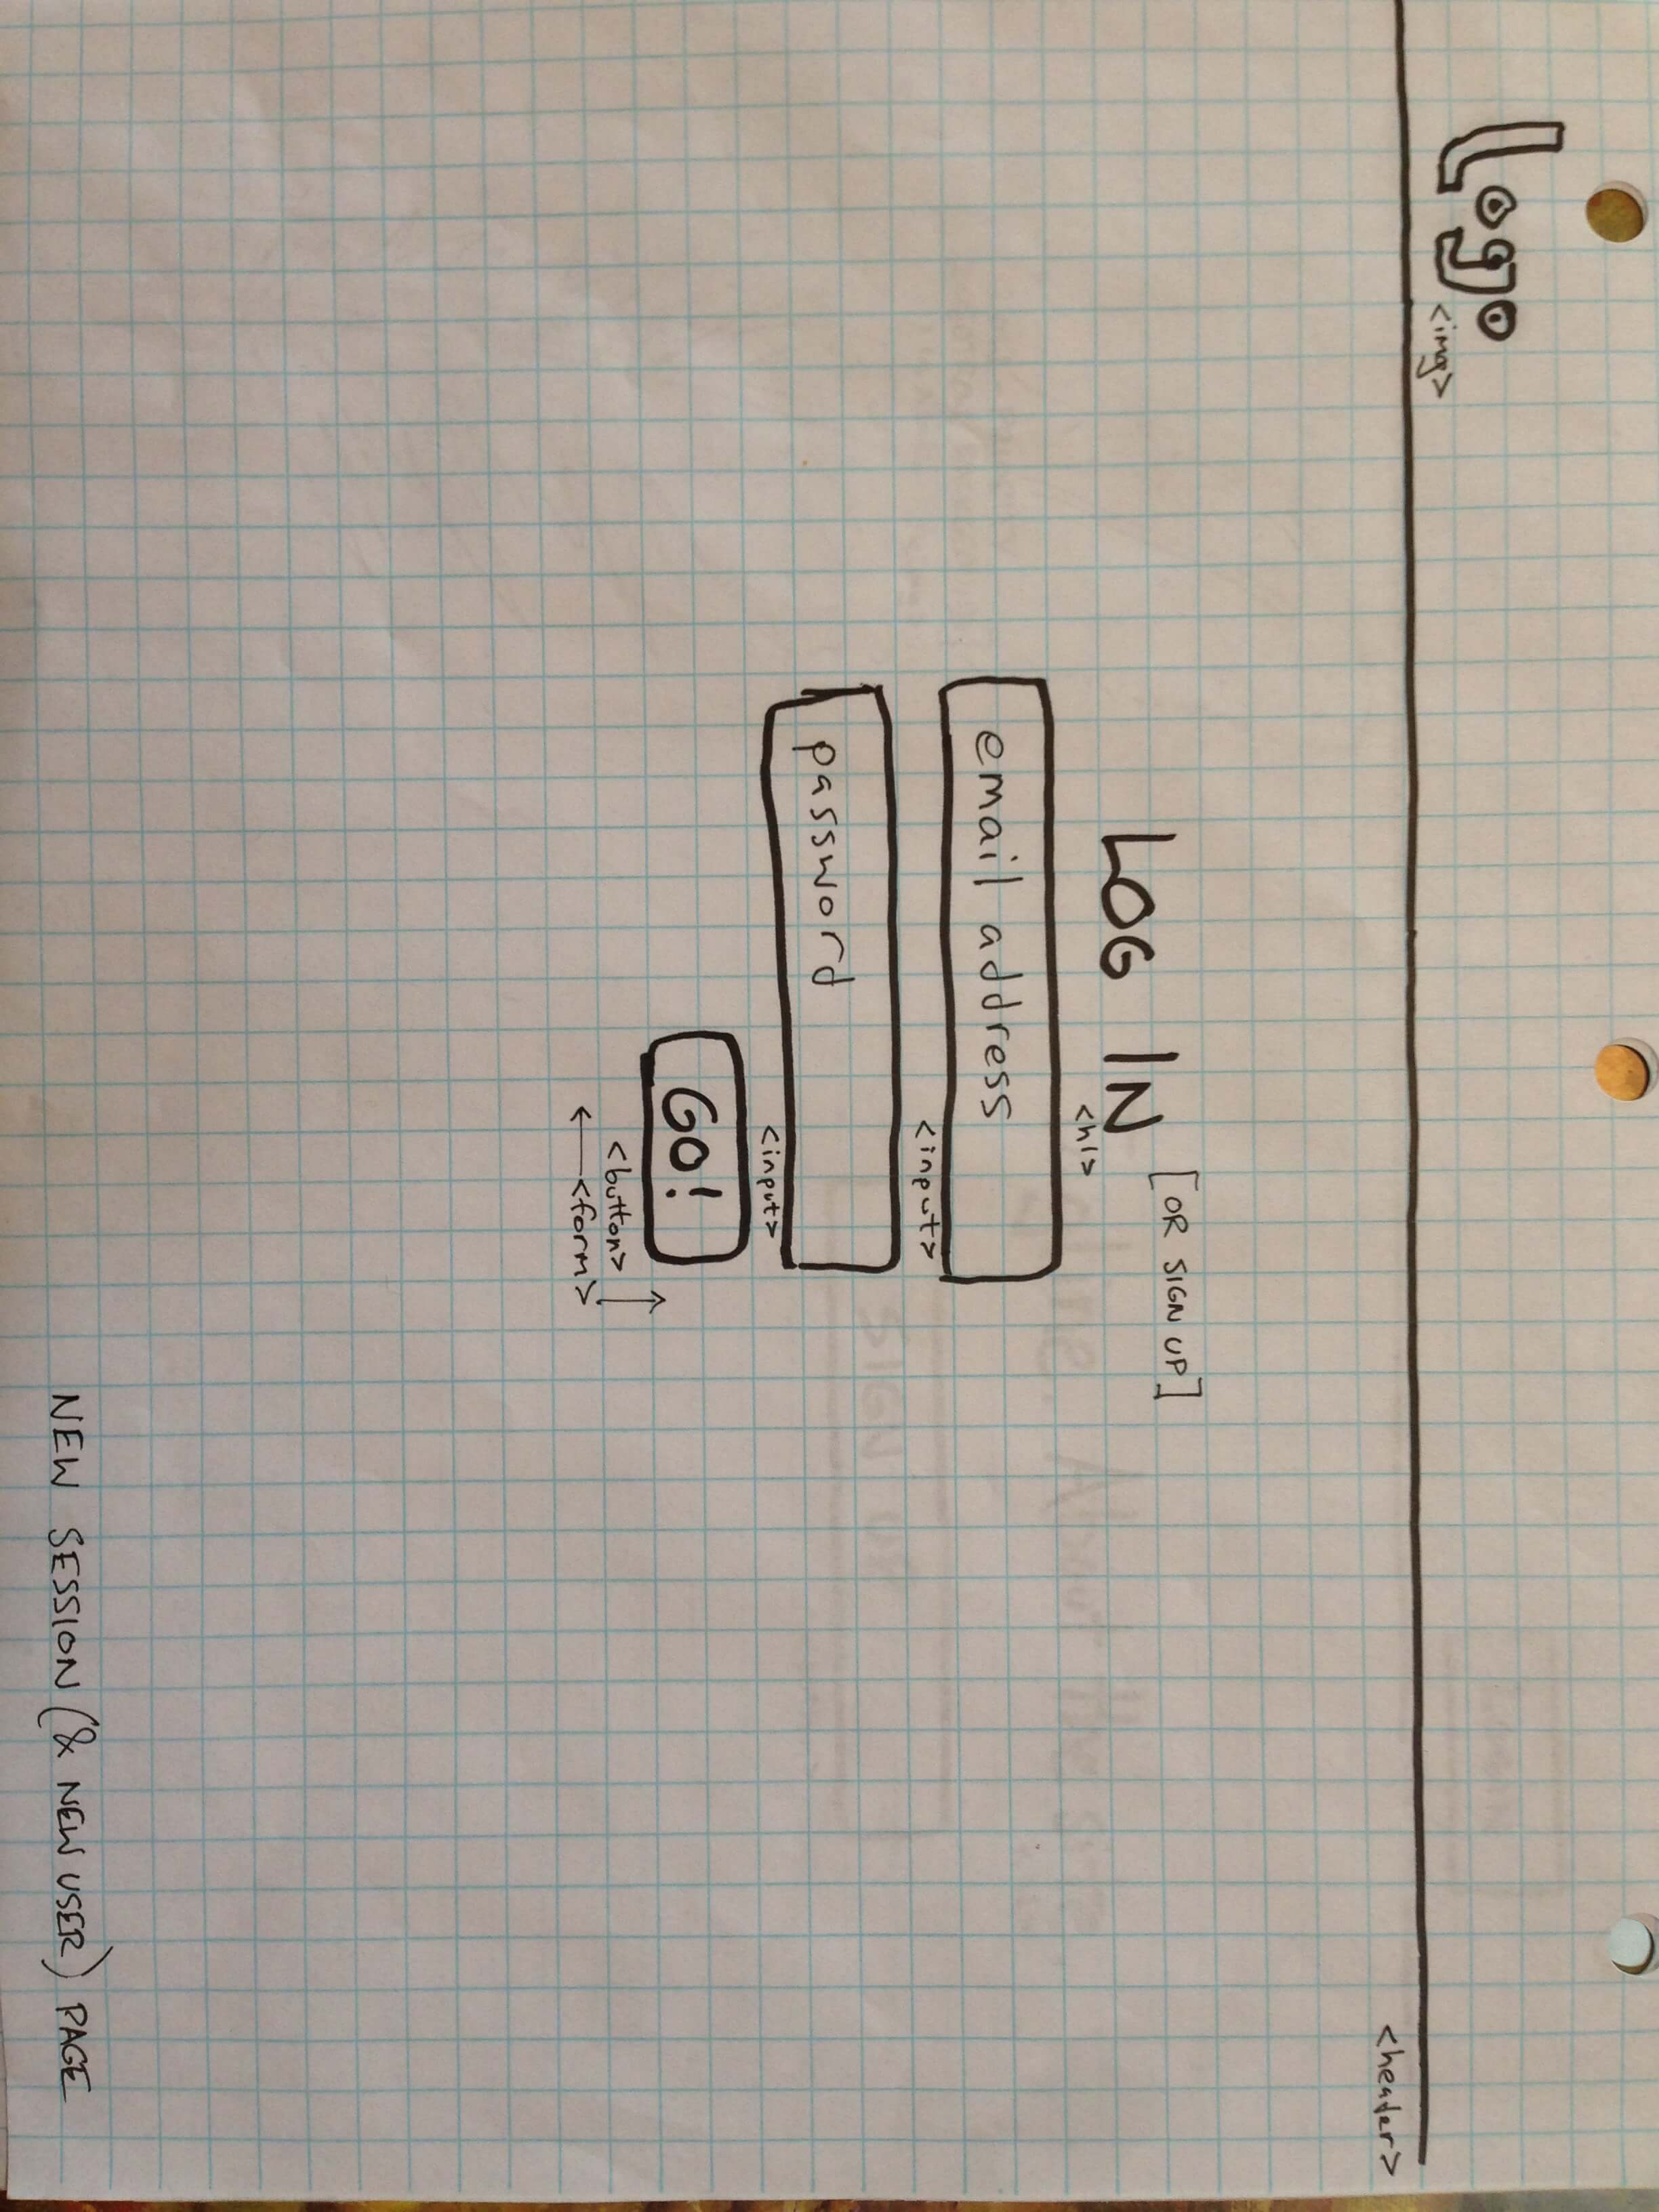 Logo
<img>
<header>
LOG IN [OR SIGN UP]
<h1>
email address
<input>
password
<input>
GO!
<button>
<form>
NEW SESSION (& NEW USER) PAGE